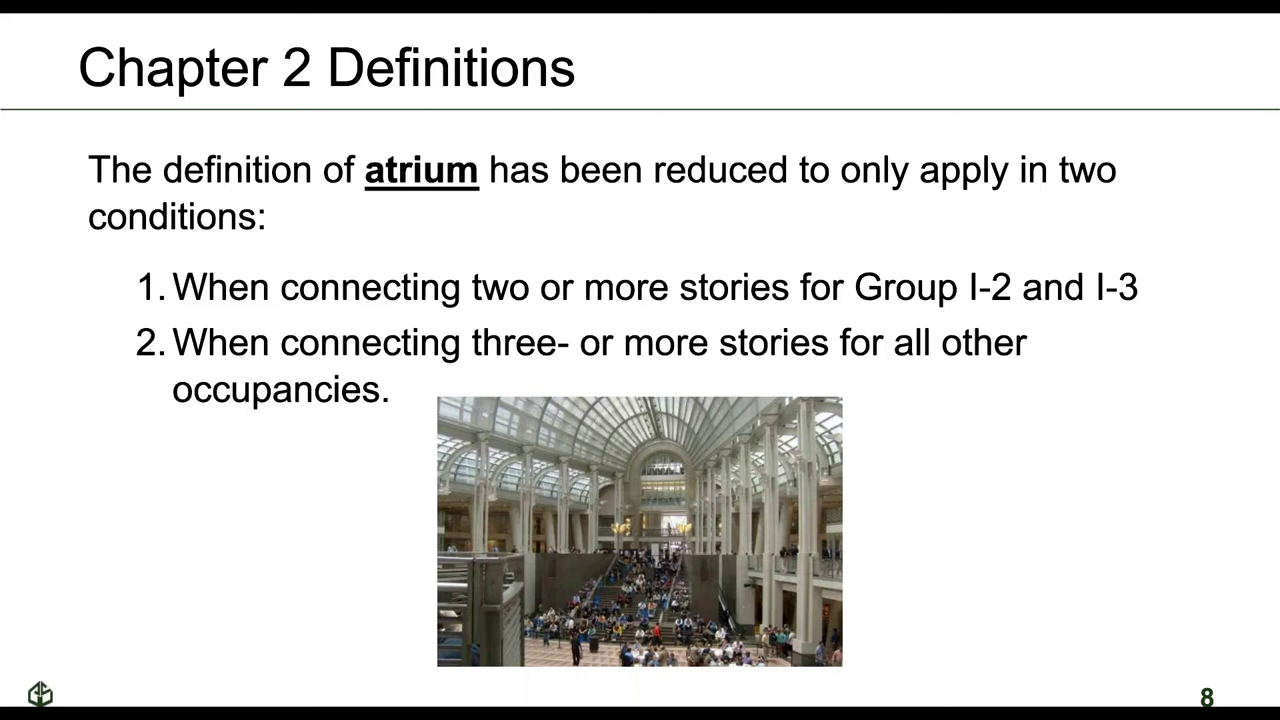 Chapter 2 Definitions
The definition of atrium has been reduced to only apply in two
conditions:
1. When connecting two or more stories for Group I-2 and I-3
2. When connecting three- or more stories for all other
occupancies.
8